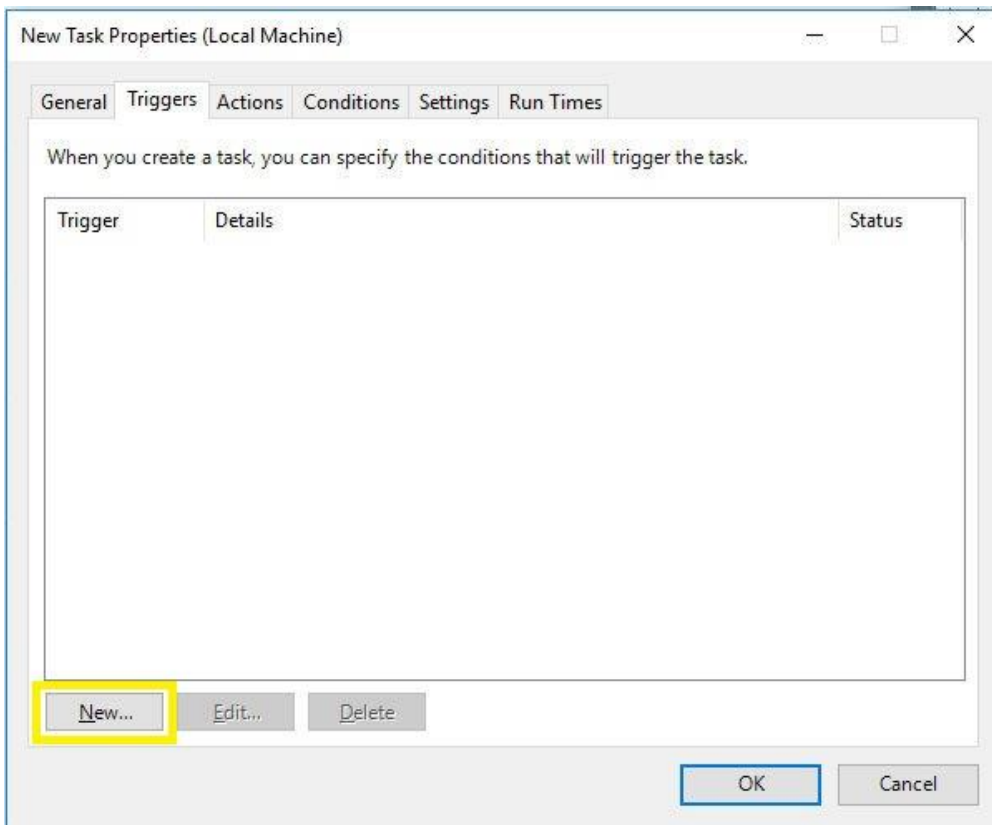 New Task Properties (Local Machine)
General Triggers Actions Conditions Settings Run Times
When you create a task, you can specify the conditions that will trigger the task.
Trigger Details Status
New... Edit... Delete
OK Cancel